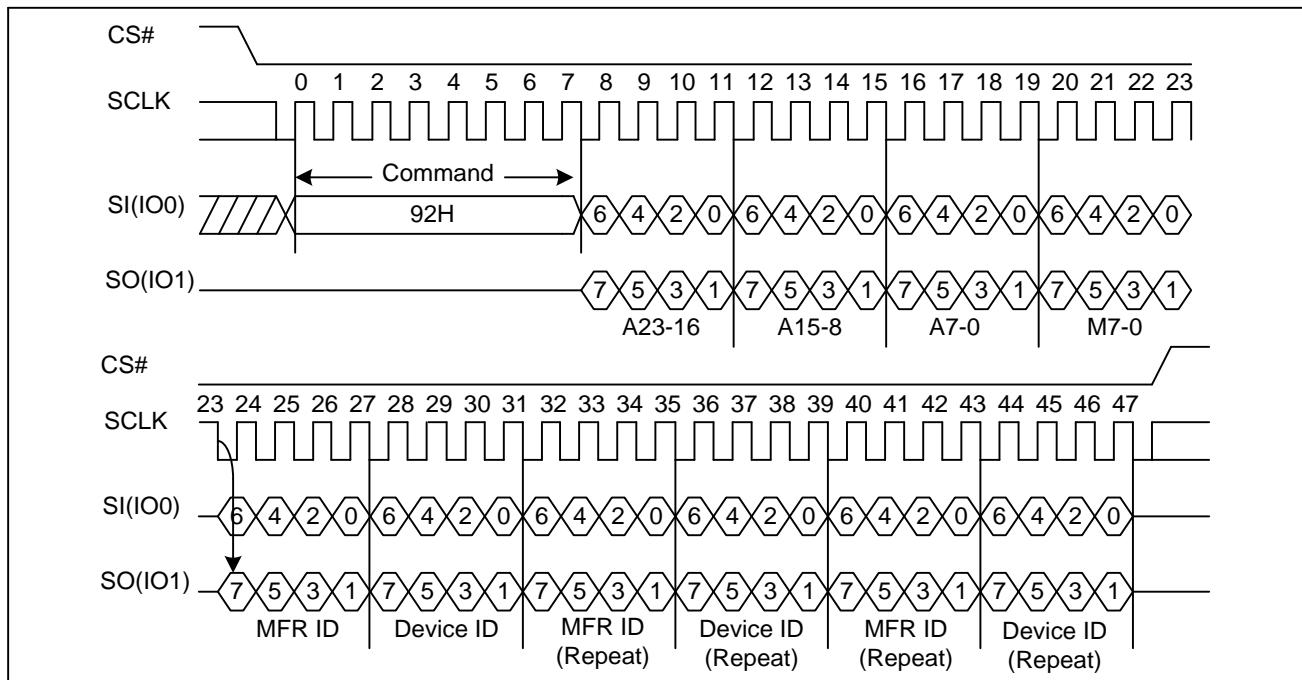 CS#
0 1 2 3 4 5 6 7 8 9 10 11 12 13 14 15 16 17 18 19 20 21 22 23
SCLK
Command
SI(IO0)
92H 6 4 2 0 6 4 2 0 6 4 2 0 6 4 2 0
SO(IO1)
7 5 3 1 7 5 3 1 7 5 3 1 7 5 3 1
A23-16 A15-8 A7-0 M7-0
CS#
23 24 25 26 27 28 29 30 31 32 33 34 35 36 37 38 39 40 41 42 43 44 45 46 47
SCLK
SI(IO0)
6 4 2 0 6 4 2 0 6 4 2 0 6 4 2 0 6 4 2 0 6 4 2 0
SO(IO1)
7 5 3 1 7 5 3 1 7 5 3 1 7 5 3 1 7 5 3 1 7 5 3 1
MFR ID Device ID MFR ID Device ID MFR ID Device ID
(Repeat) (Repeat) (Repeat) (Repeat)